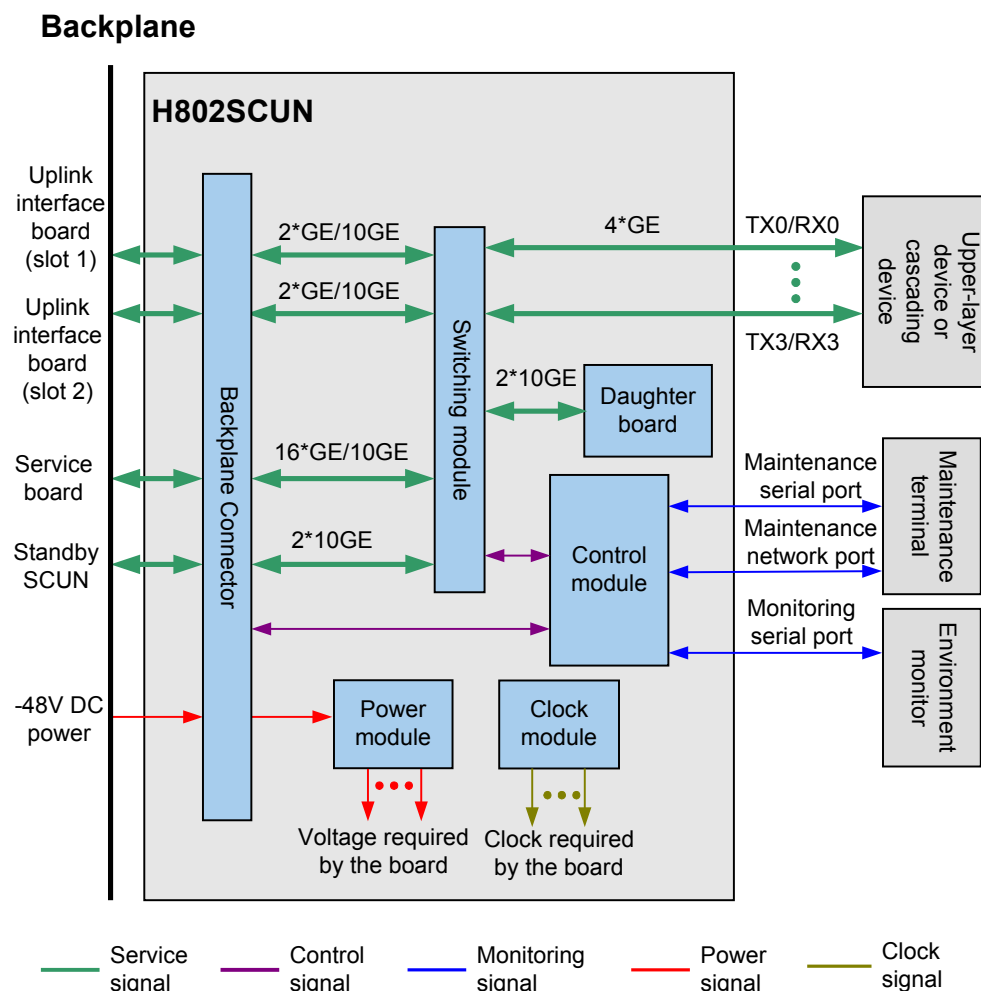 Backplane
H802SCUN
Uplink
interface
board
(slot 1)
Uplink
interface
board
(slot 2)
Service
board
Standby
SCUN
-48V DC
power
Backplane Connector
2*GE/10GE
2*GE/10GE
16*GE/10GE
2*10GE
Switching module
4*GE
TX0/RX0
TX3/RX3
2*10GE
Daughter
board
Control
module
Upper-layer
device or
cascading
device
Maintenance
serial port
Maintenance
network port
Maintenance
terminal
Monitoring
serial port
Environment
monitor
Power
module
Clock
module
Voltage required
by the board
Clock required
by the board
Service
signal
Control
signal
Monitoring
signal
Power
signal
Clock
signal